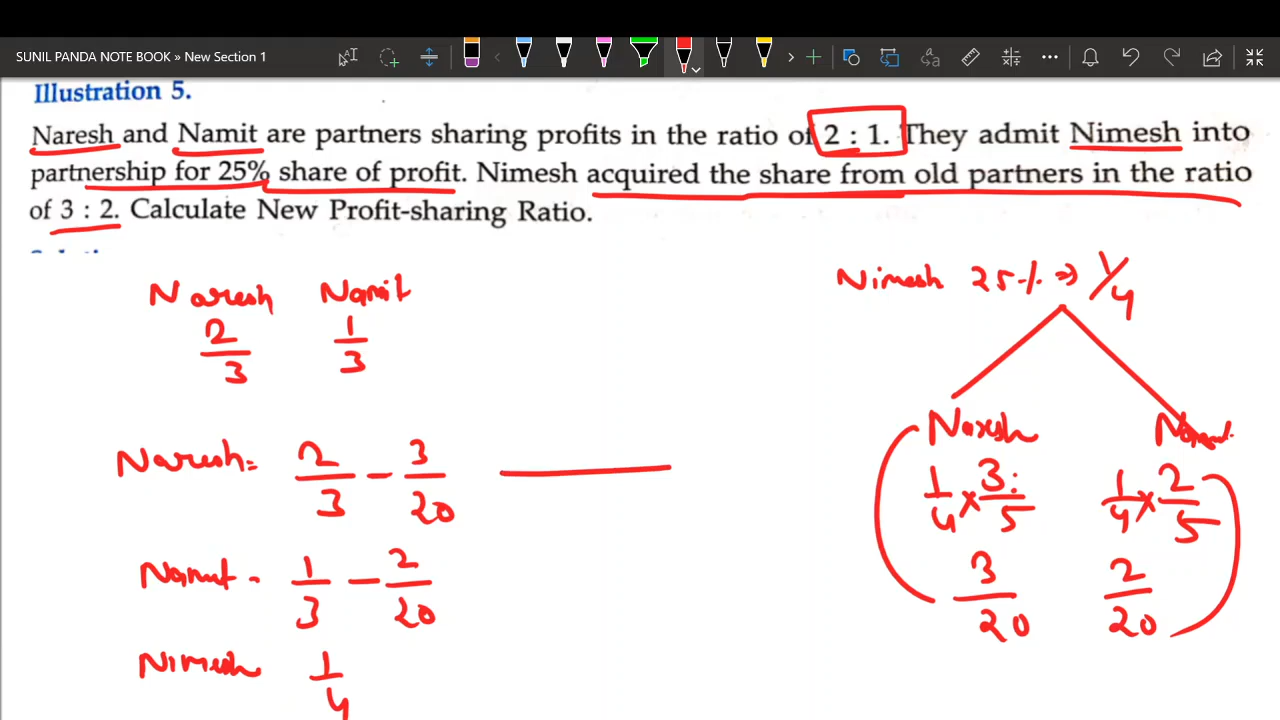 SUNIL PANDA NOTE BOOK » New Section 1
Illustration 5.
Naresh and Namit are partners sharing profits in the ratio of 2 : 1. They admit Nimesh into
partnership for 25% share of profit. Nimesh acquired the share from old partners in the ratio
of 3 : 2. Calculate New Profit-sharing Ratio.
Nimesh 25% ⇒ 1/4
Naresh Namit
2/3 1/3
Naresh Namit
1/4 × 3/5 1/4 × 2/5
3/20 2/20
Naresh = 2/3 - 3/20
Namit - 1/3 - 2/20
Nimesh 1/4